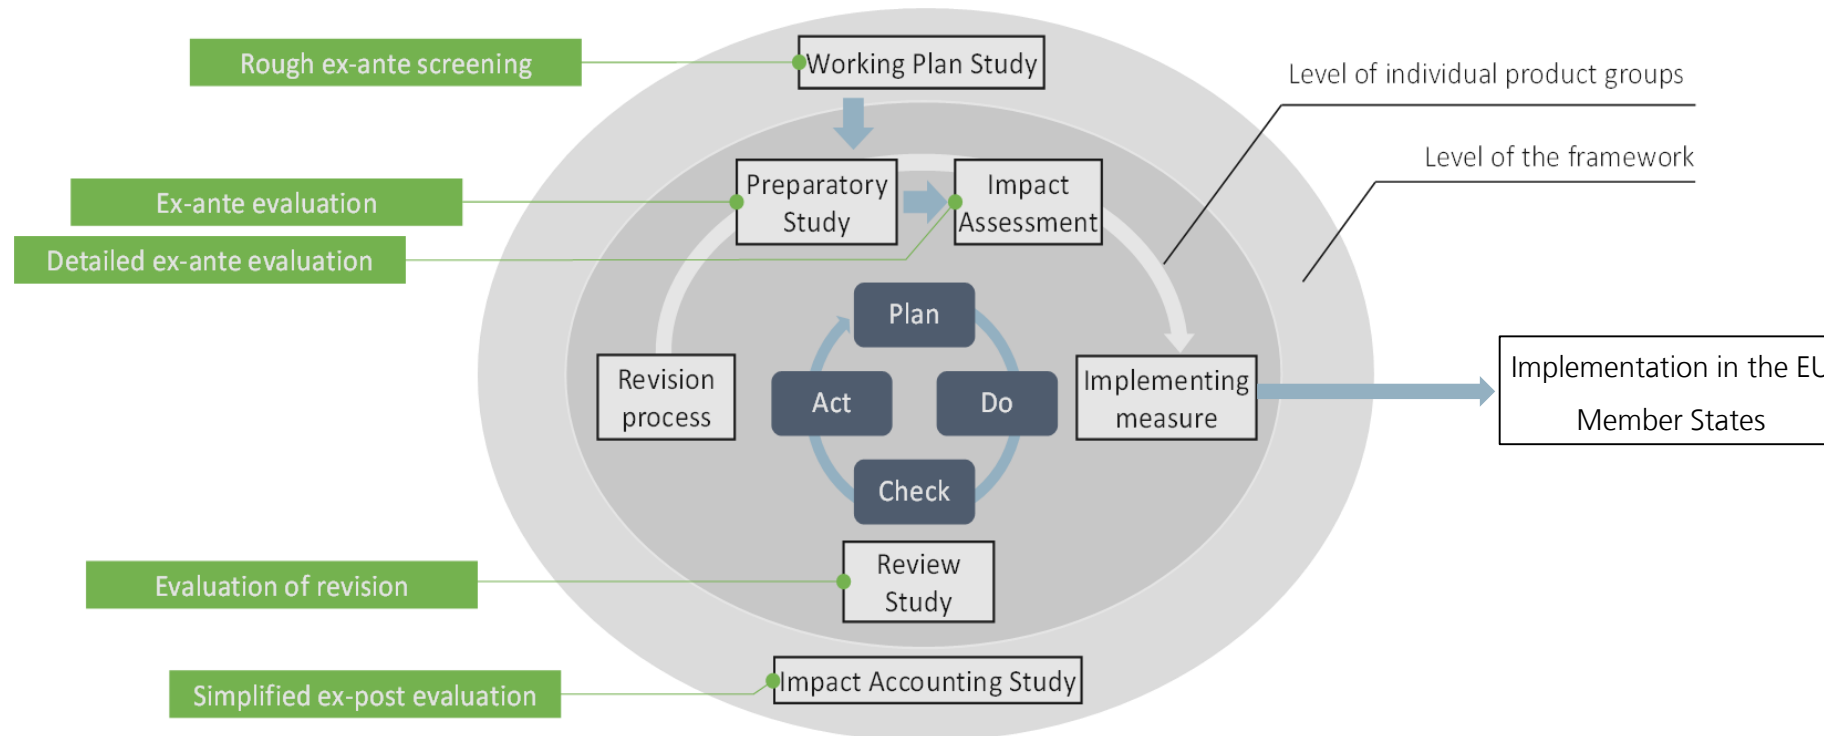 Rough ex-ante screening
Working Plan Study
Level of individual product groups
Level of the framework
Ex-ante evaluation
Preparatory
Study
Impact
Assessment
Detailed ex-ante evaluation
Plan
Revision
process
Act
Do
Implementing
measure
Implementation in the EU
Member States
Check
Evaluation of revision
Review
Study
Simplified ex-post evaluation
Impact Accounting Study